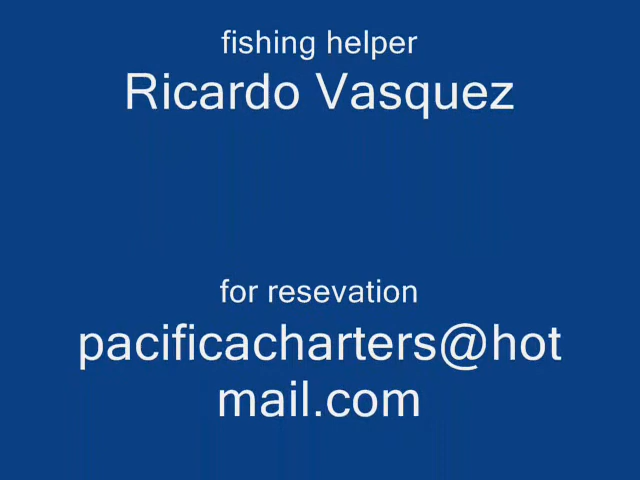 fishing helper
Ricardo Vasquez
for resevation
pacificacharters@hot
mail.com